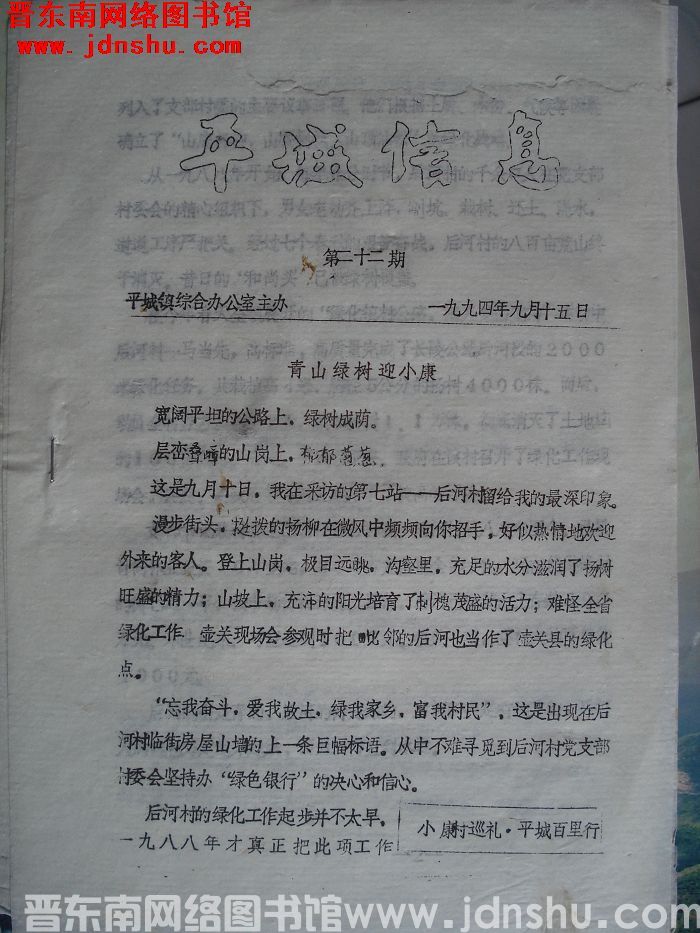 晋东南网络图书馆
www.jdnshu.com
平城信息
第二十二期
平城镇综合办公室主办 一九九四年九月十五日
青山绿树迎小康
宽阔平坦的公路上，绿树成荫。
层峦叠嶂的山岗上，郁郁葱葱。
这是九月十日，我在采访的第七站——后河村留给我的最深印象。
漫步街头，挺拨的杨柳在微风中频频向你招手，好似热情地欢迎
外来的客人。登上山岗，极目远眺，沟壑里，充足的水分滋润了杨树
旺盛的精力；山坡上，充沛的阳光培育了刺槐茂盛的活力；难怪全省
绿化工作 壶关现场会参观时把毗邻的后河也当作了壶关县的绿化
点。
“忘我奋斗，爱我故土，绿我家乡，富我村民”，这是出现在后
河村临街房屋山墙的上一条巨幅标语。从中不难寻觅到后河村党支部
村委会坚持办“绿色银行”的决心和信心。
后河村的绿化工作起步并不太早。
一九八八年才真正把此项工作
小康村巡礼·平城百里行
晋东南网络图书馆 www.jdnshu.com